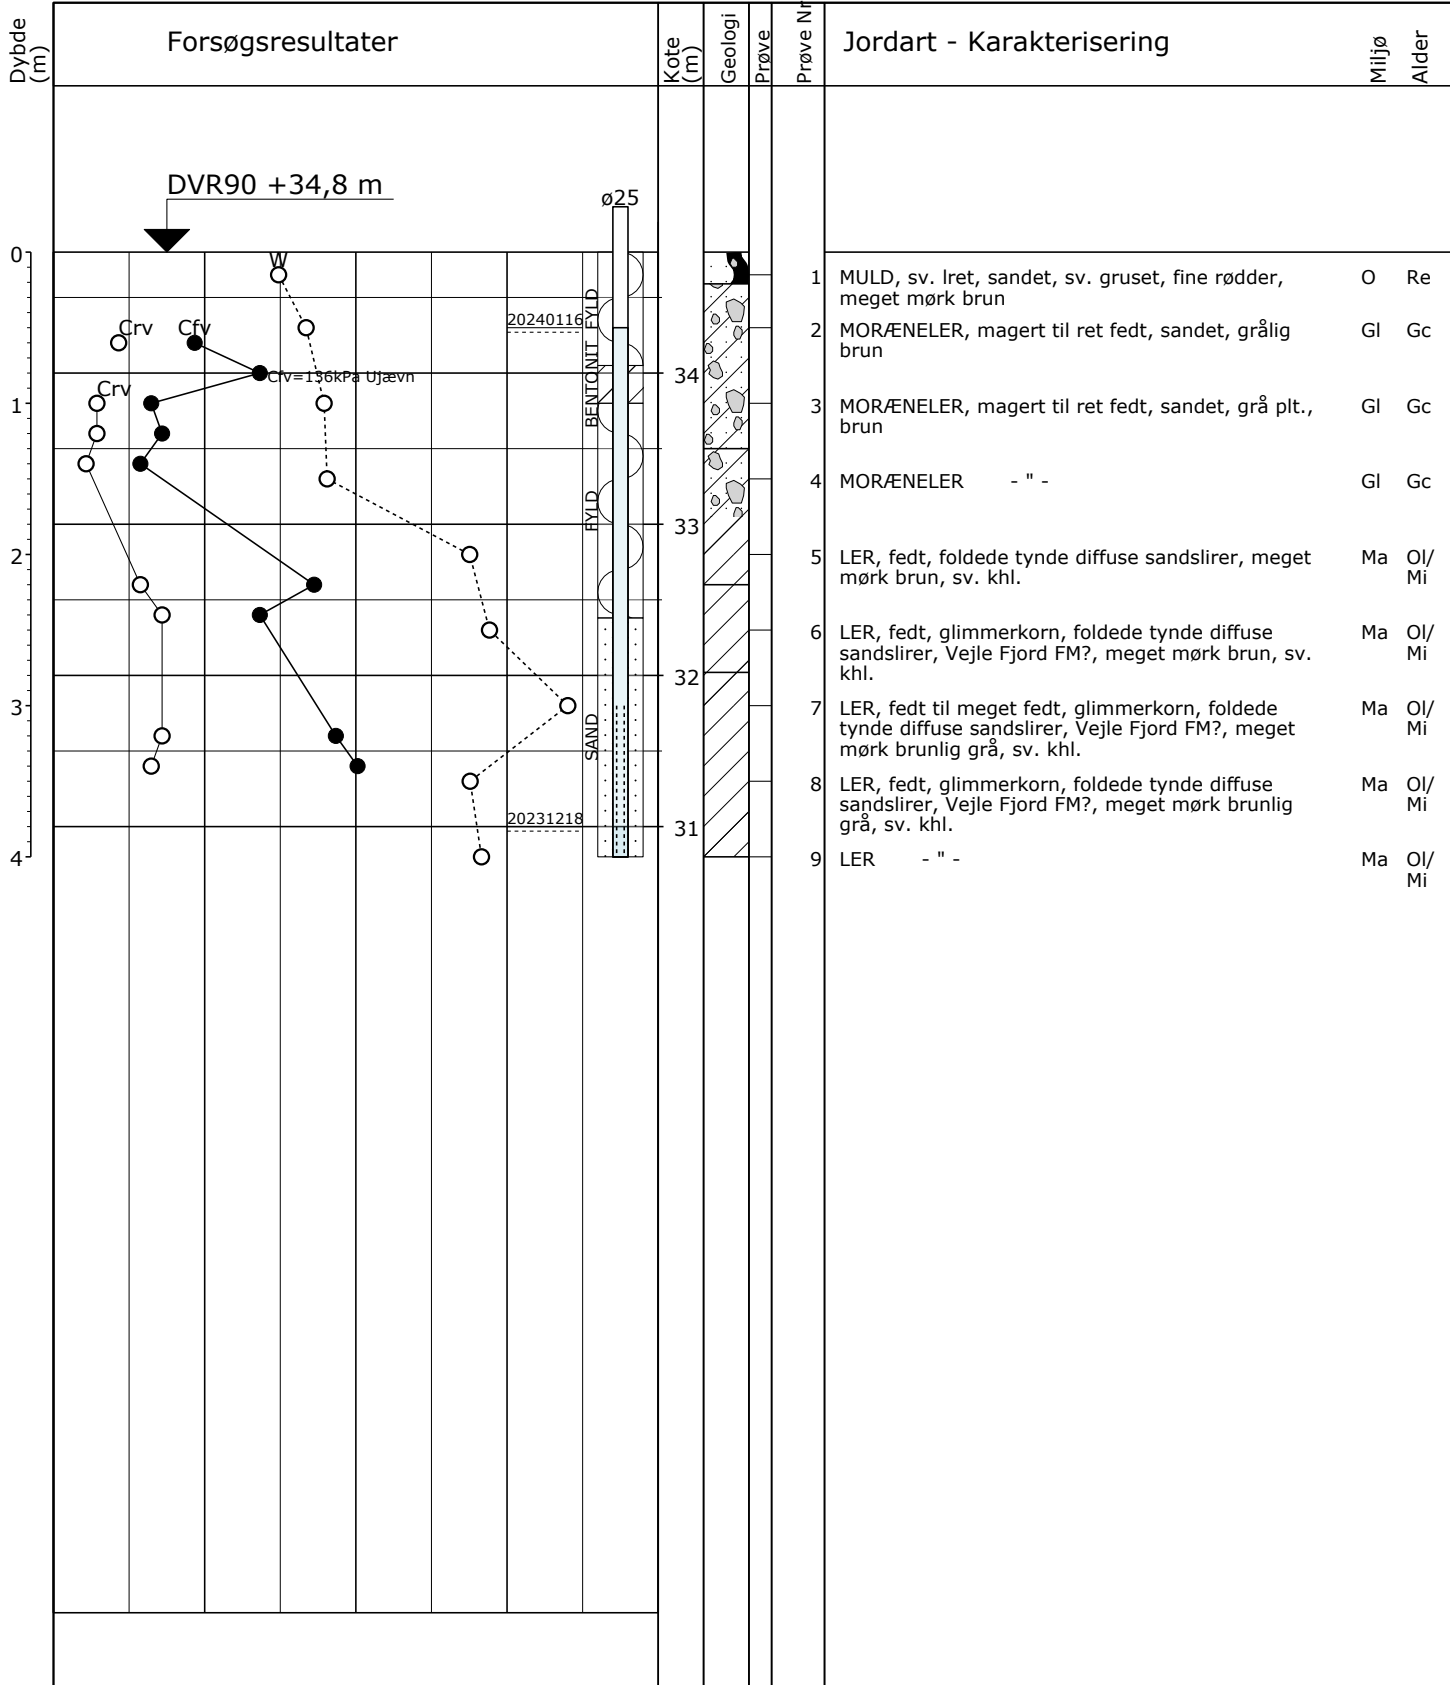 Dybde
(m)
Forsøgsresultater
Kote
(m)
Geologi
Prøve
Prøve Nr
Jordart - Karakterisering
Miljø
Alder
DVR90 +34,8 m
ø25
0
W
1 MULD, sv. lret, sandet, sv. gruset, fine rødder, O Re
meget mørk brun
20240116
FYLD
Crv Cfv
2 MORÆNELER, magert til ret fedt, sandet, grålig Gl Gc
brun
Cfv=136kPa Ujævn
34
BENTONIT
Crv
1
3 MORÆNELER, magert til ret fedt, sandet, grå plt., Gl Gc
brun
4 MORÆNELER - " - Gl Gc
FYLD
33
2
5 LER, fedt, foldede tynde diffuse sandslirer, meget Ma Ol/
mørk brun, sv. khl. Mi
6 LER, fedt, glimmerkorn, foldede tynde diffuse Ma Ol/
sandslirer, Vejle Fjord FM?, meget mørk brun, sv. Mi
khl.
32
3
7 LER, fedt til meget fedt, glimmerkorn, foldede Ma Ol/
tynde diffuse sandslirer, Vejle Fjord FM?, meget Mi
mørk brunlig grå, sv. khl.
SAND
8 LER, fedt, glimmerkorn, foldede tynde diffuse Ma Ol/
sandslirer, Vejle Fjord FM?, meget mørk brunlig Mi
grå, sv. khl.
20231218
31
4
9 LER - " - Ma Ol/
Mi